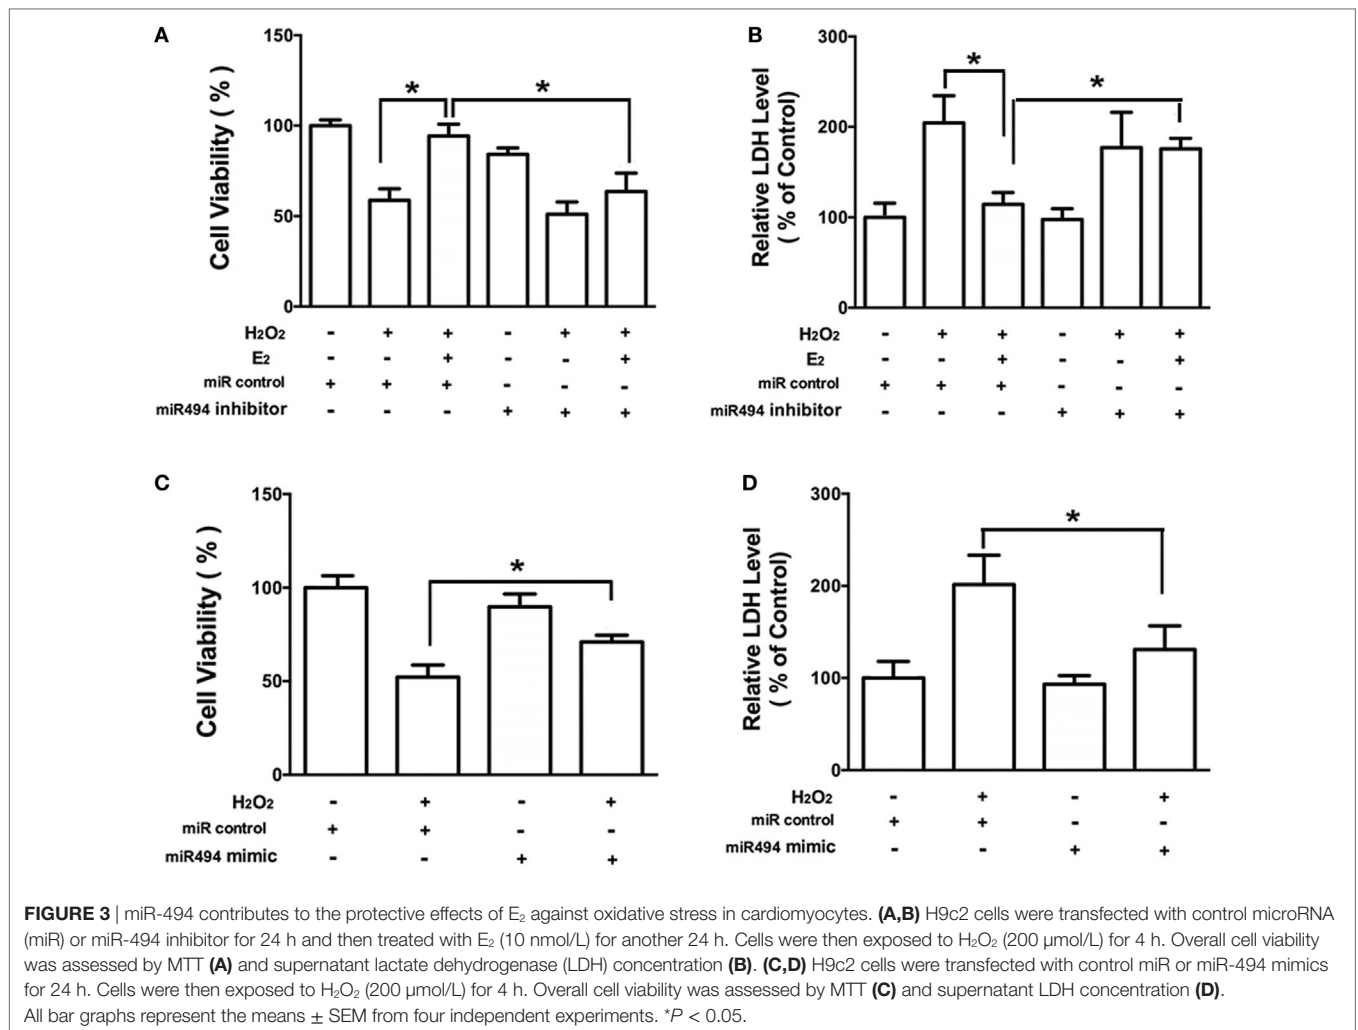 A
150
100
50
0
Cell Viability ( % )
*
*
H₂O₂ - + + - + +
E₂ - - + - - +
miR control + + + - - -
miR494 inhibitor - - - + + +
B
300
200
100
0
Relative LDH Level
( % of Control)
*
*
H₂O₂ - + + - + +
E₂ - - + - - +
miR control + + + - - -
miR494 inhibitor - - - + + +
C
150
100
50
0
Cell Viability ( % )
*
H₂O₂ - + - +
miR control + + - -
miR494 mimic - - + +
D
300
200
100
0
Relative LDH Level
( % of Control)
*
H₂O₂ - + - +
miR control + + - -
miR494 mimic - - + +
FIGURE 3 | miR-494 contributes to the protective effects of E₂ against oxidative stress in cardiomyocytes. (A,B) H9c2 cells were transfected with control microRNA
(miR) or miR-494 inhibitor for 24 h and then treated with E₂ (10 nmol/L) for another 24 h. Cells were then exposed to H₂O₂ (200 µmol/L) for 4 h. Overall cell viability
was assessed by MTT (A) and supernatant lactate dehydrogenase (LDH) concentration (B). (C,D) H9c2 cells were transfected with control miR or miR-494 mimics
for 24 h. Cells were then exposed to H₂O₂ (200 µmol/L) for 4 h. Overall cell viability was assessed by MTT (C) and supernatant LDH concentration (D).
All bar graphs represent the means ± SEM from four independent experiments. *P < 0.05.